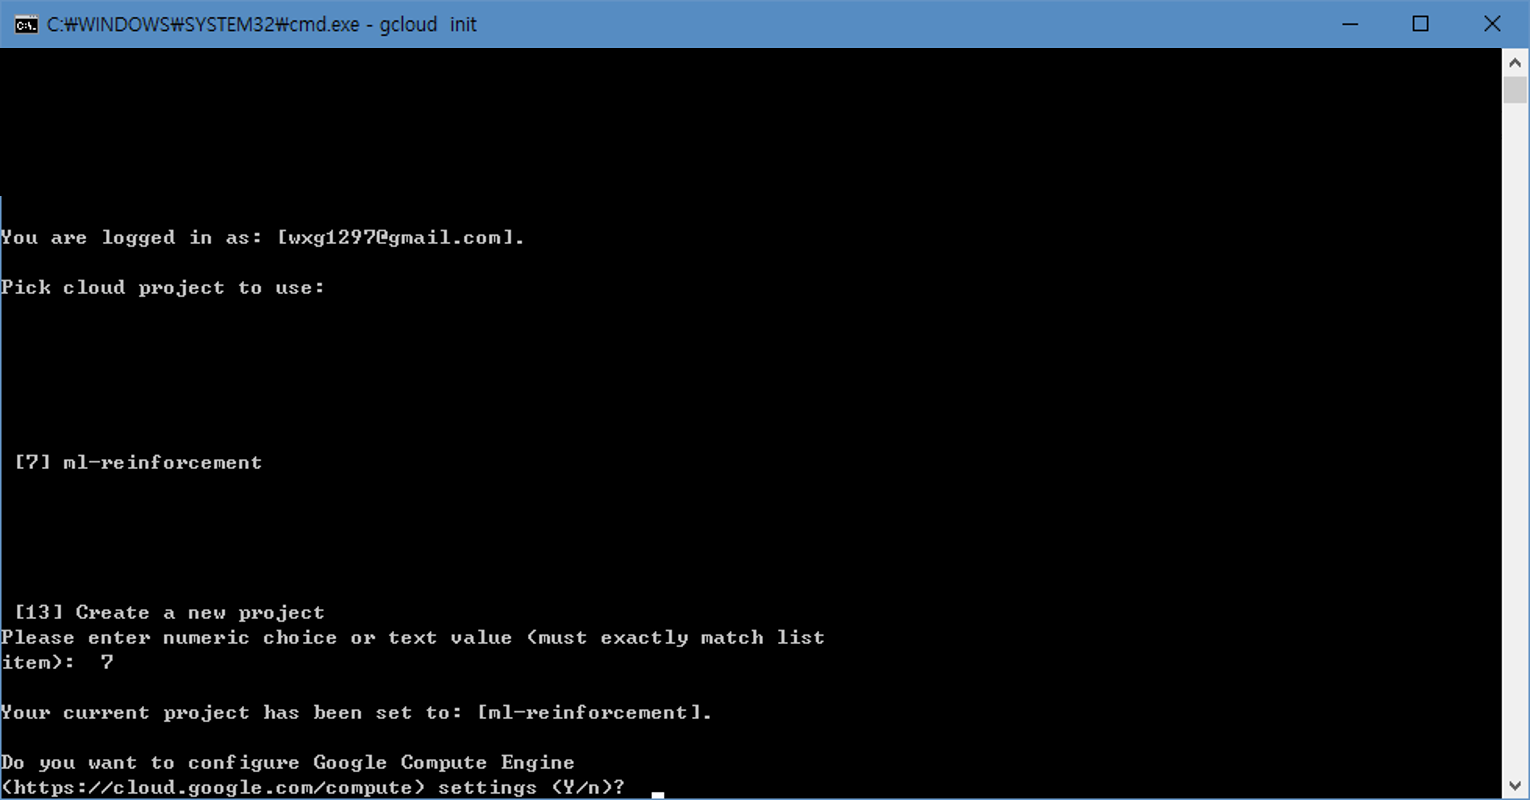 C:₩WINDOWS₩SYSTEM32₩cmd.exe - gcloud  init
You are logged in as: [wxg1297@gmail.com].
Pick cloud project to use:
[7] ml-reinforcement
[13] Create a new project
Please enter numeric choice or text value (must exactly match list
item):  7
Your current project has been set to: [ml-reinforcement].
Do you want to configure Google Compute Engine
(https://cloud.google.com/compute) settings (Y/n)?